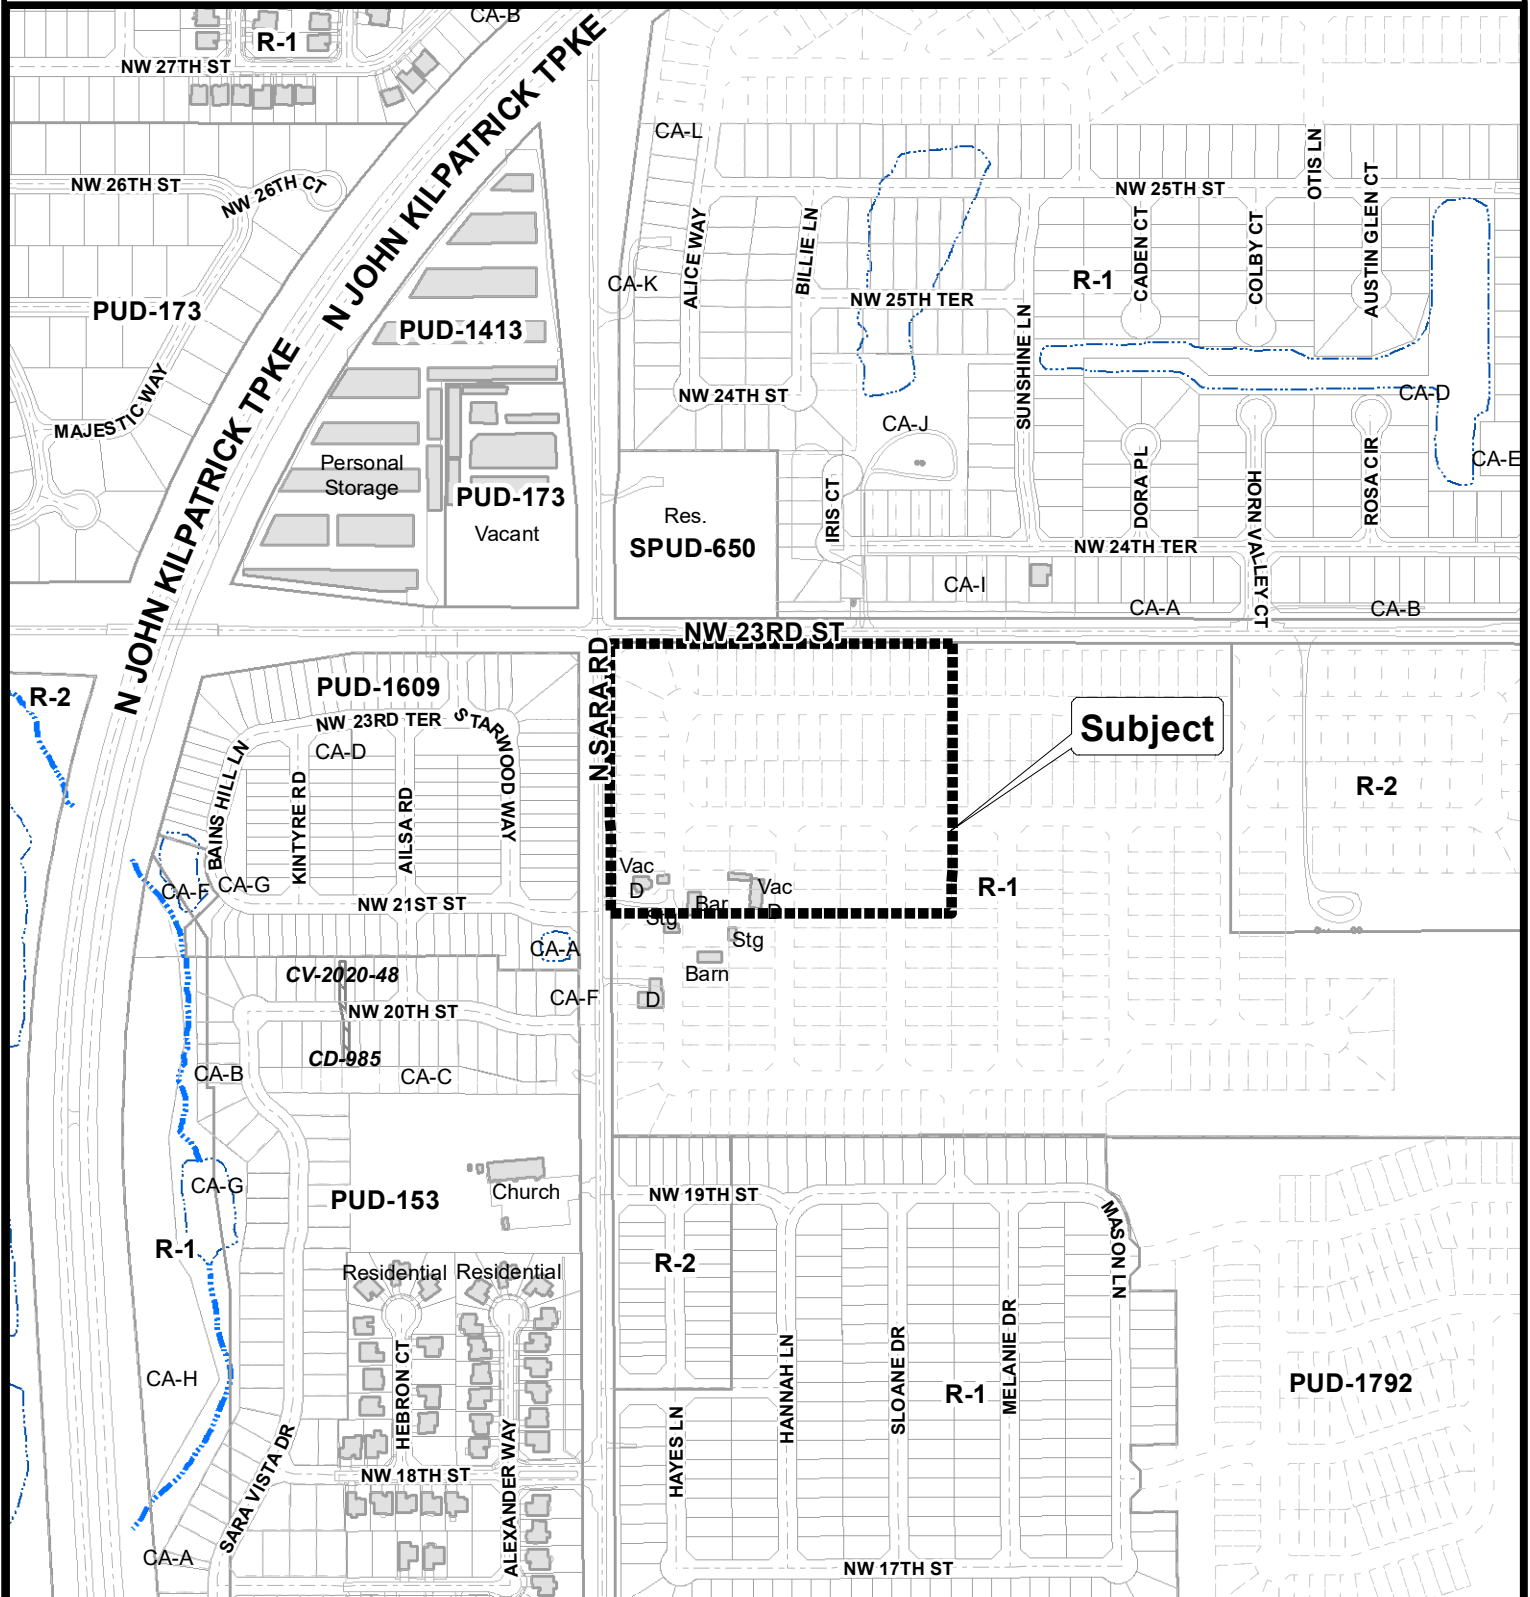 CA-B
R-1
NW 27TH ST
N JOHN KILPATRICK TPKE
CA-L
NW 26TH ST
NW 26TH CT
NW 25TH ST
OTIS LN
AUSTIN GLEN CT
CADEN CT
COLBY CT
ALICE WAY
BILLIE LN
R-1
CA-K
NW 25TH TER
PUD-173
PUD-1413
SUNSHINE LN
MAJESTIC WAY
N JOHN KILPATRICK TPKE
NW 24TH ST
CA-D
CA-J
Personal
Storage
PUD-173
Vacant
CA-E
DORA PL
HORN VALLEY CT
ROSA CIR
IRIS CT
Res.
SPUD-650
NW 24TH TER
CA-I
CA-A
CA-B
N JOHN KILPATRICK TPKE
NW 23RD ST
N SARA RD
R-2
PUD-1609
NW 23RD TER
STARWOOD WAY
CA-D
Subject
R-2
BAINS HILL LN
KINTYRE RD
AILSA RD
Vac
D
Vac
D
Bar
Stg
R-1
CA-F
CA-G
NW 21ST ST
CA-A
Stg
Barn
D
CV-2020-48
CA-F
NW 20TH ST
CD-985
CA-B
CA-C
CA-G
PUD-153
Church
NW 19TH ST
MASON LN
R-1
R-2
Residential
Residential
HEBRON CT
ALEXANDER WAY
HANNAH LN
SLOANE DR
MELANIE DR
R-1
PUD-1792
CA-H
HAYES LN
SARA VISTA DR
NW 18TH ST
CA-A
NW 17TH ST